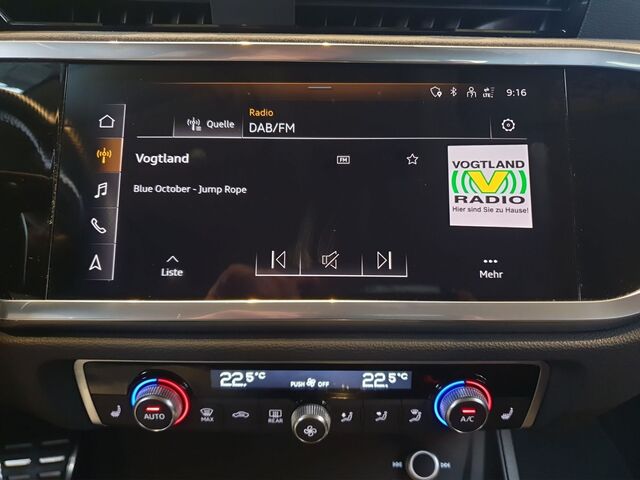 LTE
9:16
Radio
Quelle
DAB/FM
Vogtland
FM
Blue October - Jump Rope
VOGTLAND
V
RADIO
Hier sind Sie zu Hause!
Liste
Mehr
22.5°C
PUSH OFF
22.5°C
AUTO
MAX
REAR
A/C